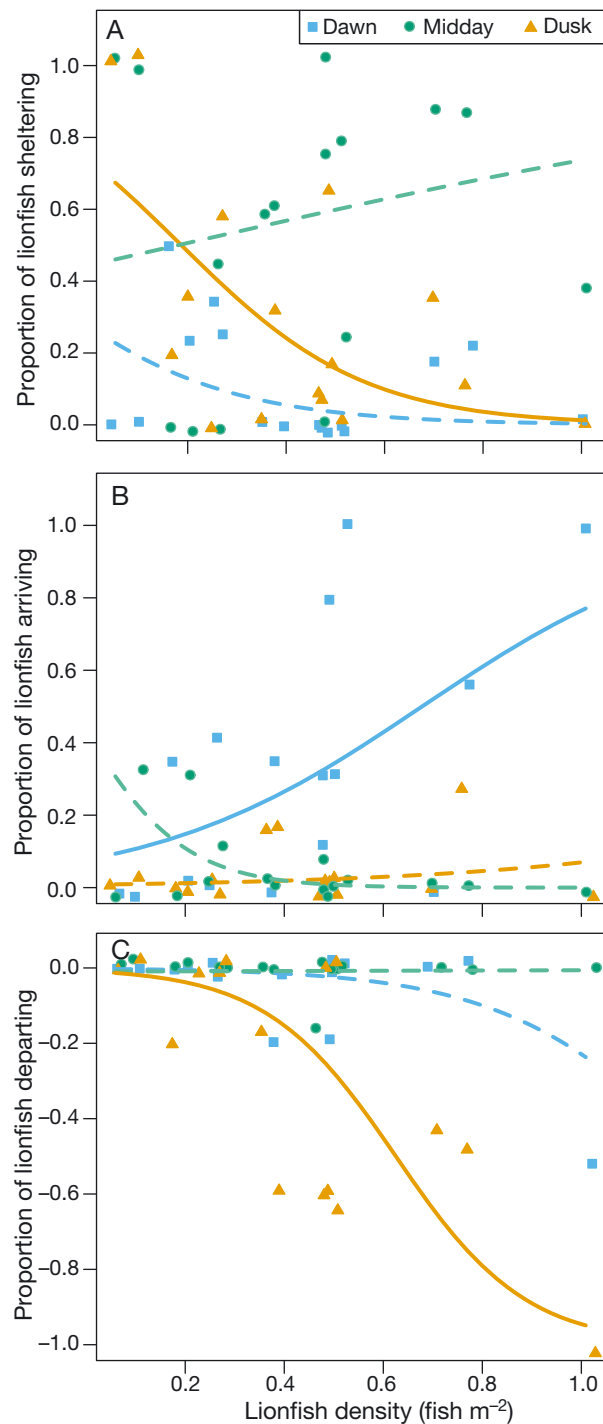 A
Dawn Midday Dusk
Proportion of lionfish sheltering
1.0
0.8
0.6
0.4
0.2
0.0
B
Proportion of lionfish arriving
1.0
0.8
0.6
0.4
0.2
0.0
C
Proportion of lionfish departing
0.0
−0.2
−0.4
−0.6
−0.8
−1.0
0.2 0.4 0.6 0.8 1.0
Lionfish density (fish m⁻²)